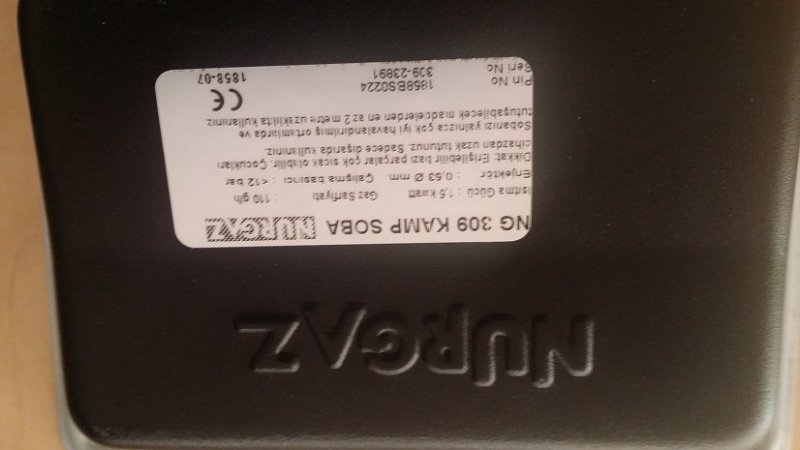 NURGAZ
NG 309 KAMP SOBA NURGAZ
Isıtma Gücü : 1.5 kwatt Gaz Sarfiyatı : 110 g/h
Enjektör : 0.53 Ø mm. Çalışma basıncı : <12 bar
Dikkat: Erişilebilir bazı parçalar çok sıcak olabilir. Çocukları
cihazdan uzak tutunuz. Sadece dışarıda kullanınız.
Sobanızı yalnızca çok iyi havalandırılmış ortamlarda ve
tutuşabilecek maddelerden en az 2 metre uzaklıkta kullanınız
CE
Pin No 1858BS0224
Seri No 309-23891 1858-07